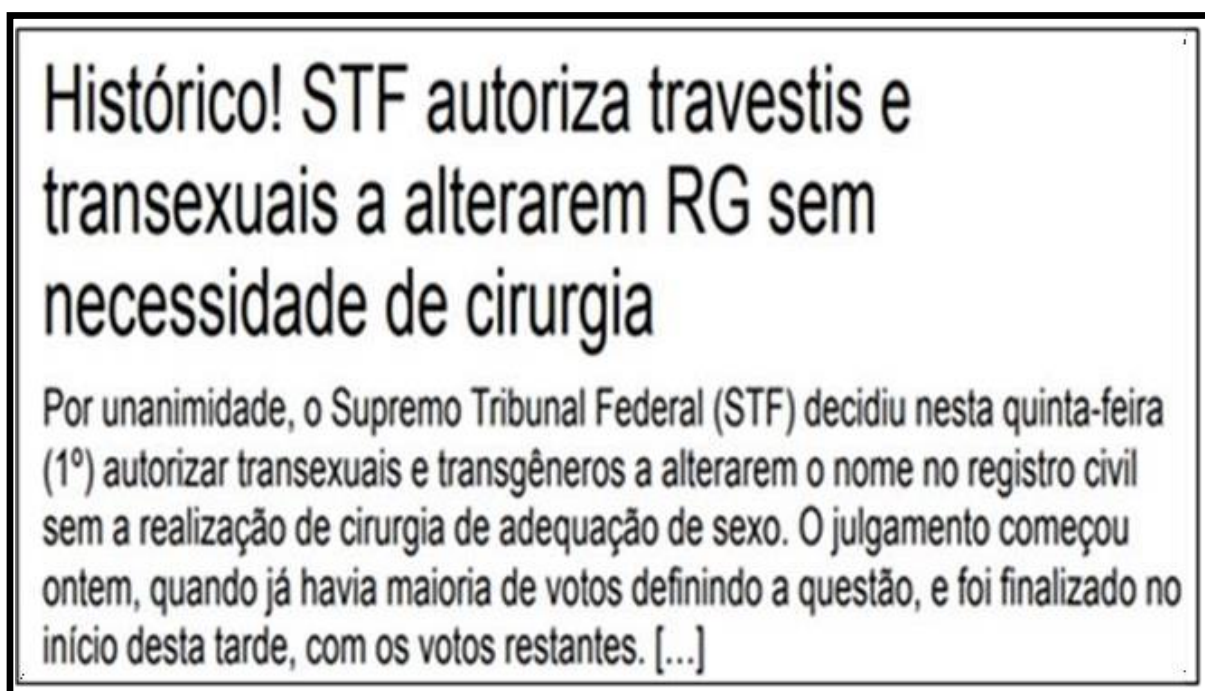 Histórico! STF autoriza travestis e
transexuais a alterarem RG sem
necessidade de cirurgia
Por unanimidade, o Supremo Tribunal Federal (STF) decidiu nesta quinta-feira
(1º) autorizar transexuais e transgêneros a alterarem o nome no registro civil
sem a realização de cirurgia de adequação de sexo. O julgamento começou
ontem, quando já havia maioria de votos definindo a questão, e foi finalizado no
início desta tarde, com os votos restantes. [...]